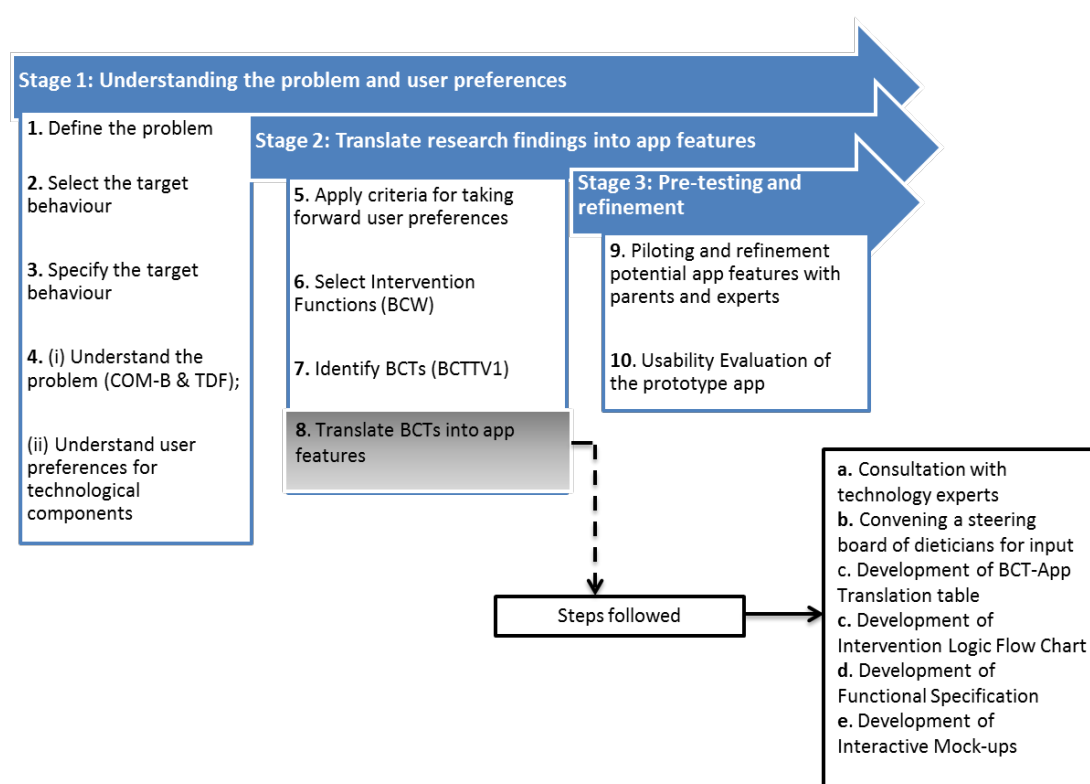 Stage 1: Understanding the problem and user preferences
1. Define the problem
2. Select the target
behaviour
3. Specify the target
behaviour
4. (i) Understand the
problem (COM-B & TDF);
(ii) Understand user
preferences for
technological
components
Stage 2: Translate research findings into app features
5. Apply criteria for taking
forward user preferences
6. Select Intervention
Functions (BCW)
7. Identify BCTs (BCTTV1)
8. Translate BCTs into app
features
Stage 3: Pre-testing and
refinement
9. Piloting and refinement
potential app features with
parents and experts
10. Usability Evaluation of
the prototype app
Steps followed
a. Consultation with
technology experts
b. Convening a steering
board of dieticians for input
c. Development of BCT-App
Translation table
c. Development of
Intervention Logic Flow Chart
d. Development of
Functional Specification
e. Development of
Interactive Mock-ups